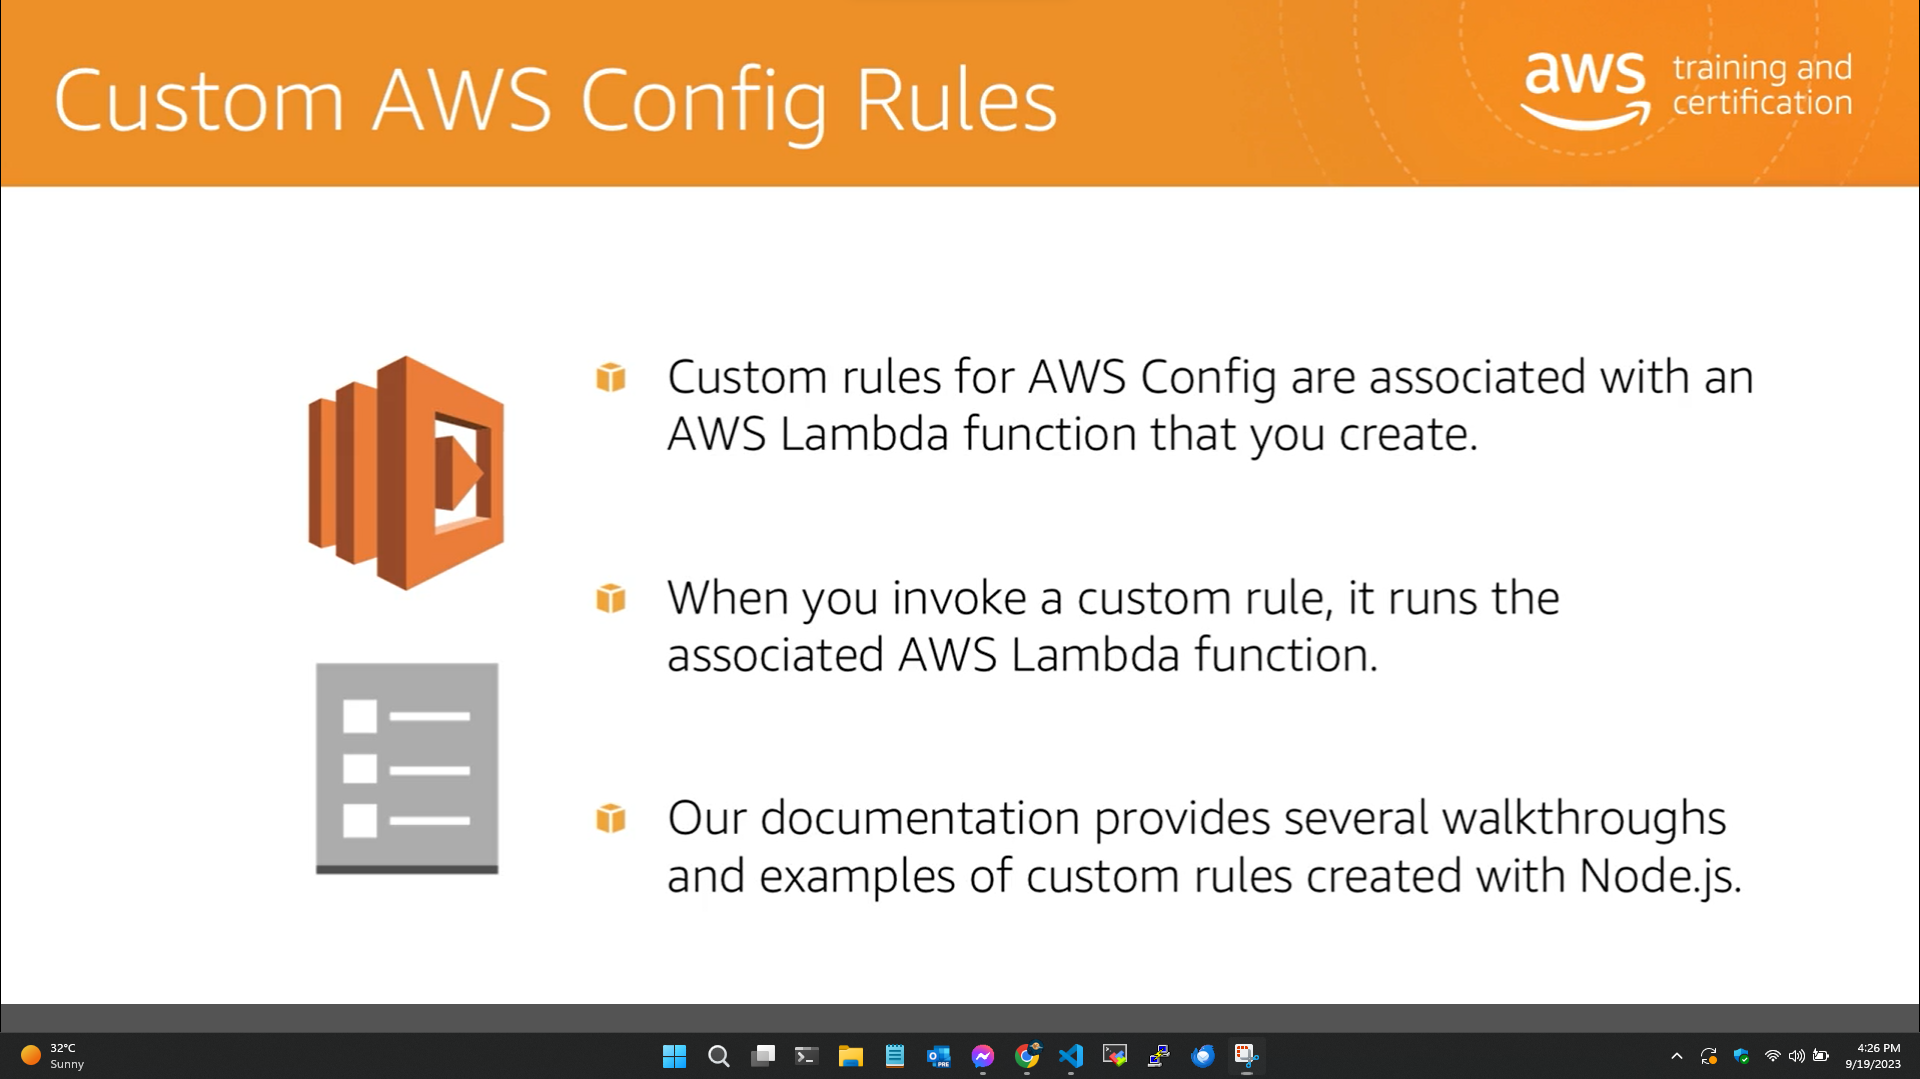 Custom AWS Config Rules
aws
training and
certification
Custom rules for AWS Config are associated with an
AWS Lambda function that you create.
When you invoke a custom rule, it runs the
associated AWS Lambda function.
Our documentation provides several walkthroughs
and examples of custom rules created with Node.js.
32°C
Sunny
PRE
4:26 PM
9/19/2023